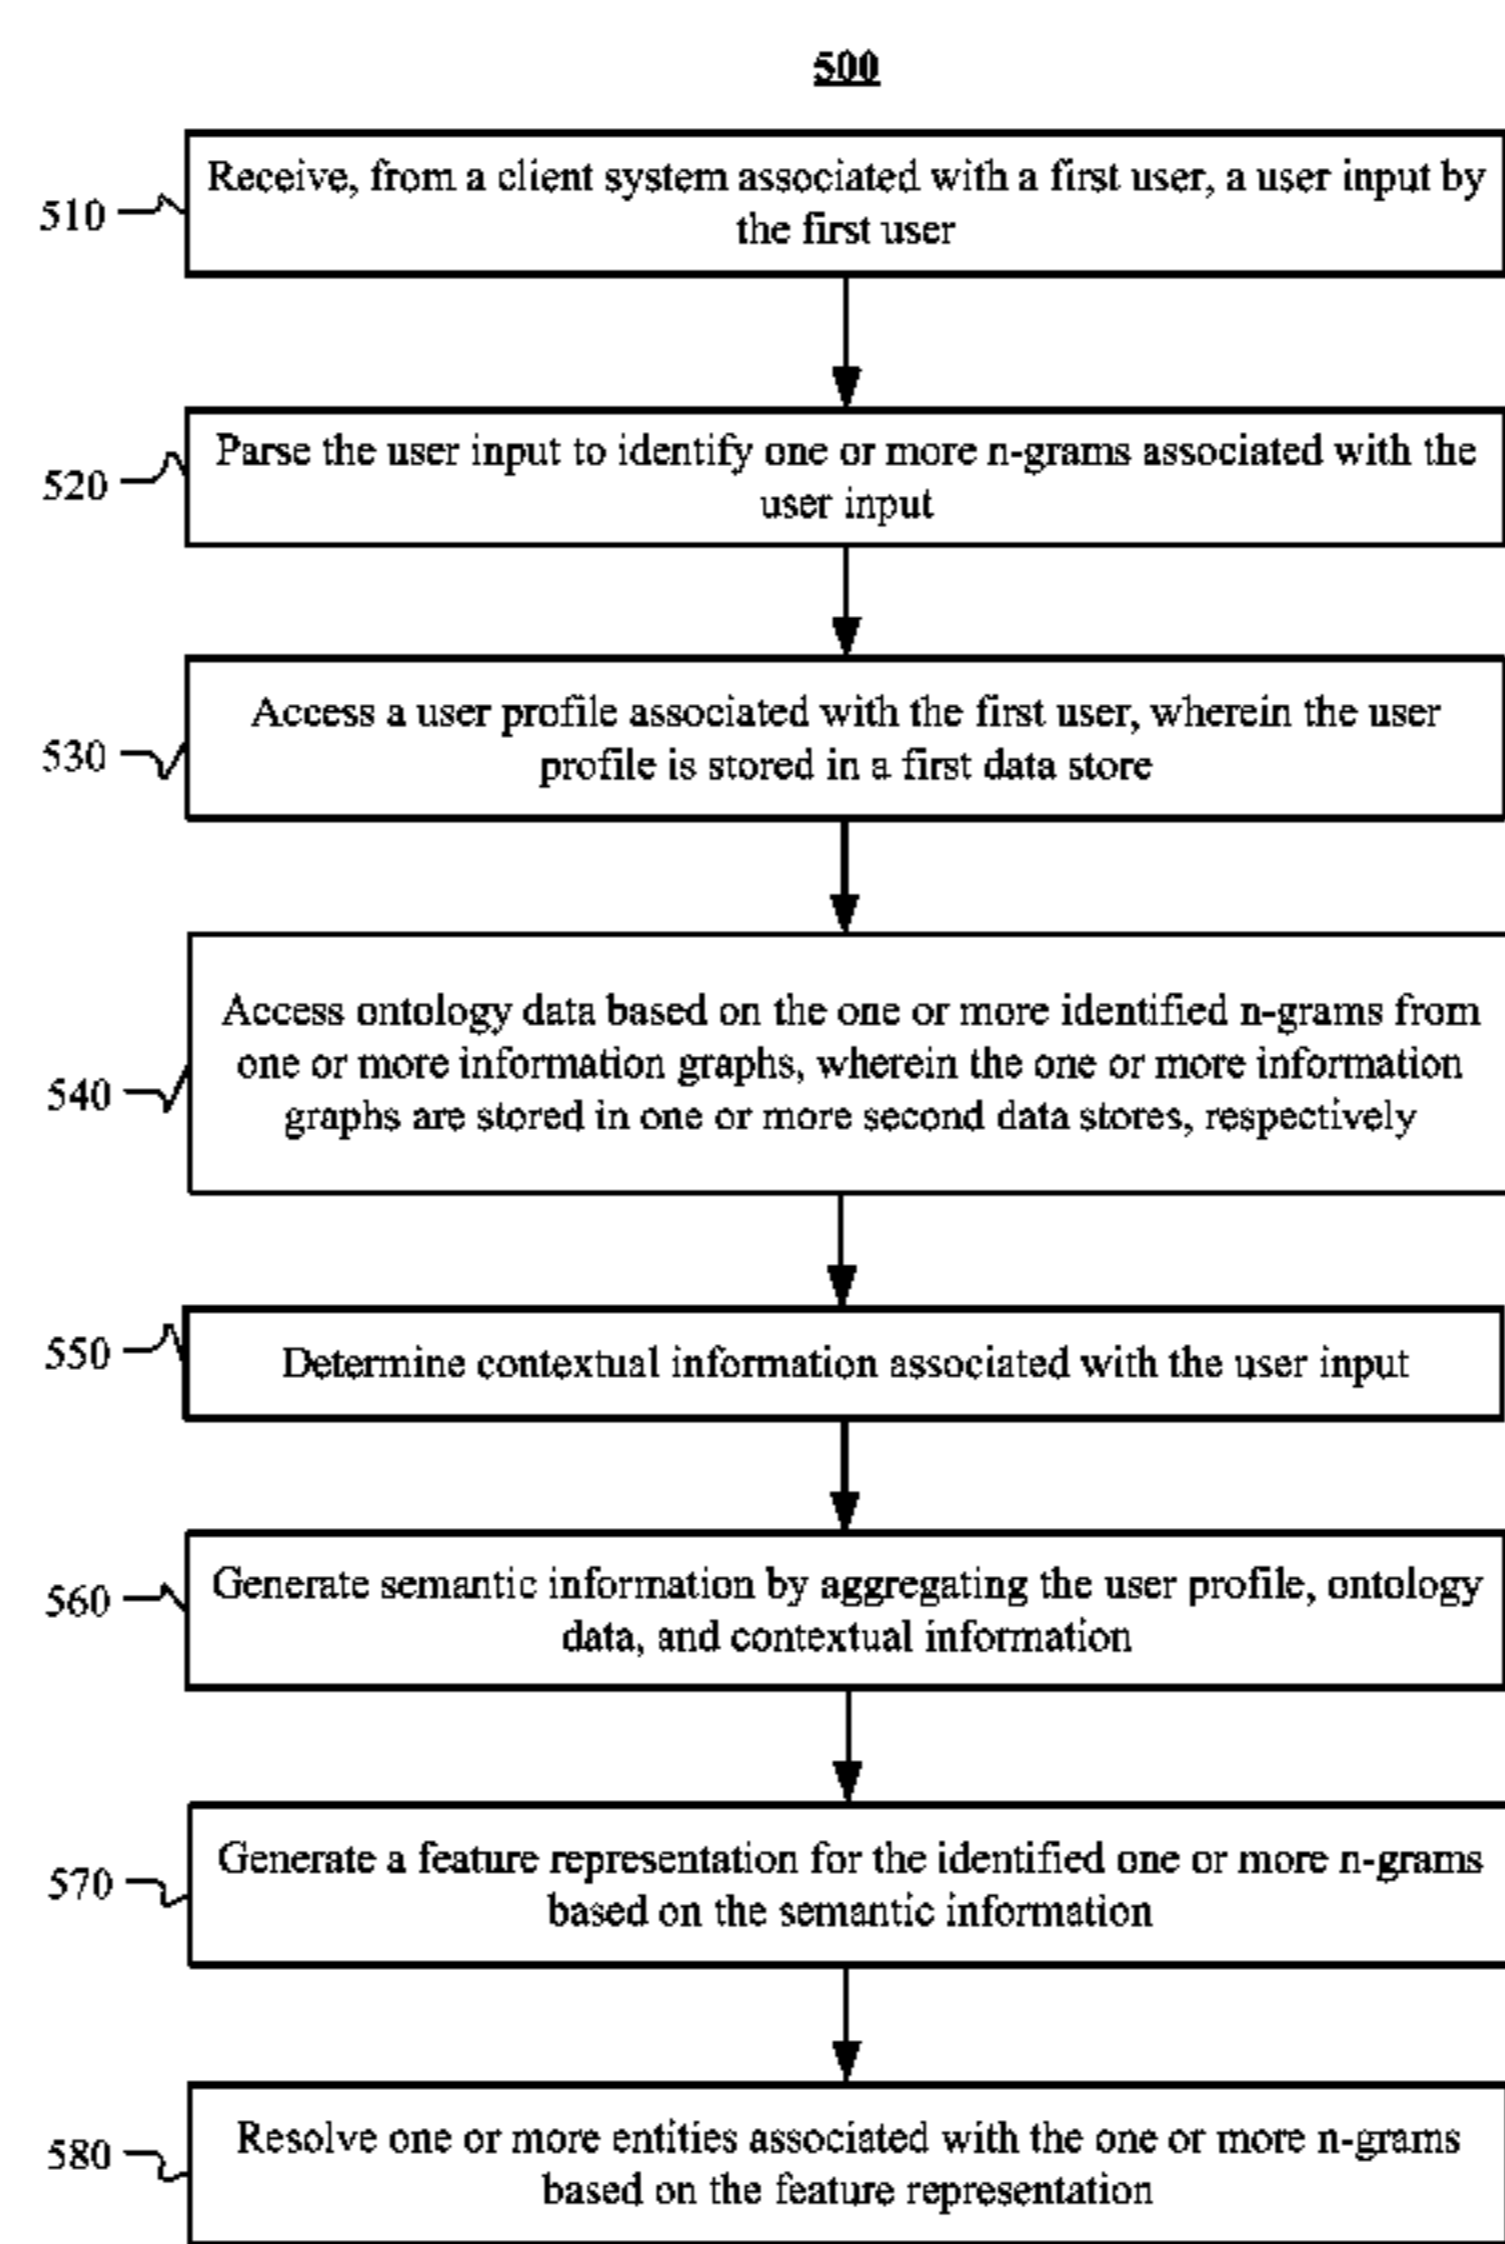 500
510
Receive, from a client system associated with a first user, a user input by
the first user
520
Parse the user input to identify one or more n-grams associated with the
user input
530
Access a user profile associated with the first user, wherein the user
profile is stored in a first data store
540
Access ontology data based on the one or more identified n-grams from
one or more information graphs, wherein the one or more information
graphs are stored in one or more second data stores, respectively
550
Determine contextual information associated with the user input
560
Generate semantic information by aggregating the user profile, ontology
data, and contextual information
570
Generate a feature representation for the identified one or more n-grams
based on the semantic information
580
Resolve one or more entities associated with the one or more n-grams
based on the feature representation